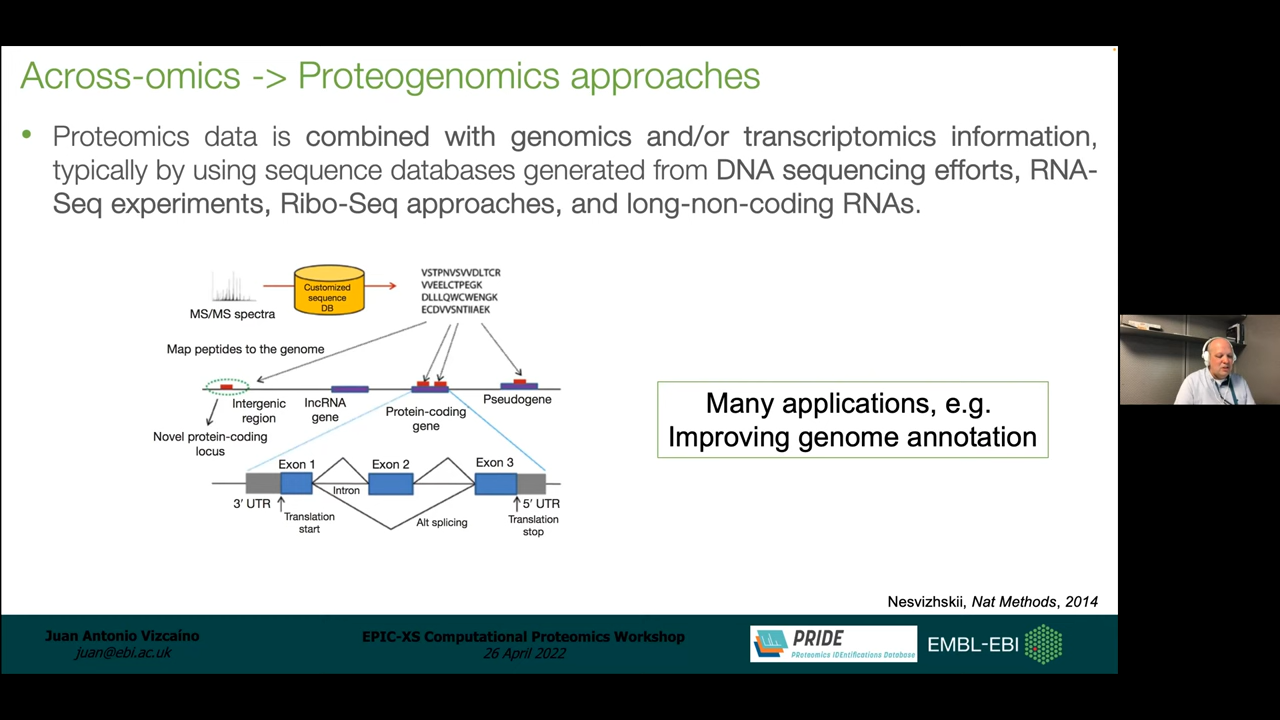 Across-omics -> Proteogenomics approaches
• Proteomics data is combined with genomics and/or transcriptomics information,
typically by using sequence databases generated from DNA sequencing efforts, RNA-
Seq experiments, Ribo-Seq approaches, and long-non-coding RNAs.
MS/MS spectra
Customized
sequence
DB
VSTPNVSVVDLTCR
VVEELCTPEGK
DLLLQWCWENGK
ECDVVSNTIIAEK
Map peptides to the genome
Intergenic
region
lncRNA
gene
Protein-coding
gene
Pseudogene
Novel protein-coding
locus
Exon 1
Exon 2
Exon 3
Intron
3' UTR
5' UTR
Translation
start
Alt splicing
Translation
stop
Many applications, e.g.
Improving genome annotation
Nesvizhskii, Nat Methods, 2014
Juan Antonio Vizcaíno
juan@ebi.ac.uk
EPIC-XS Computational Proteomics Workshop
26 April 2022
PRIDE
PRoteomics IDEntifications Database
EMBL-EBI